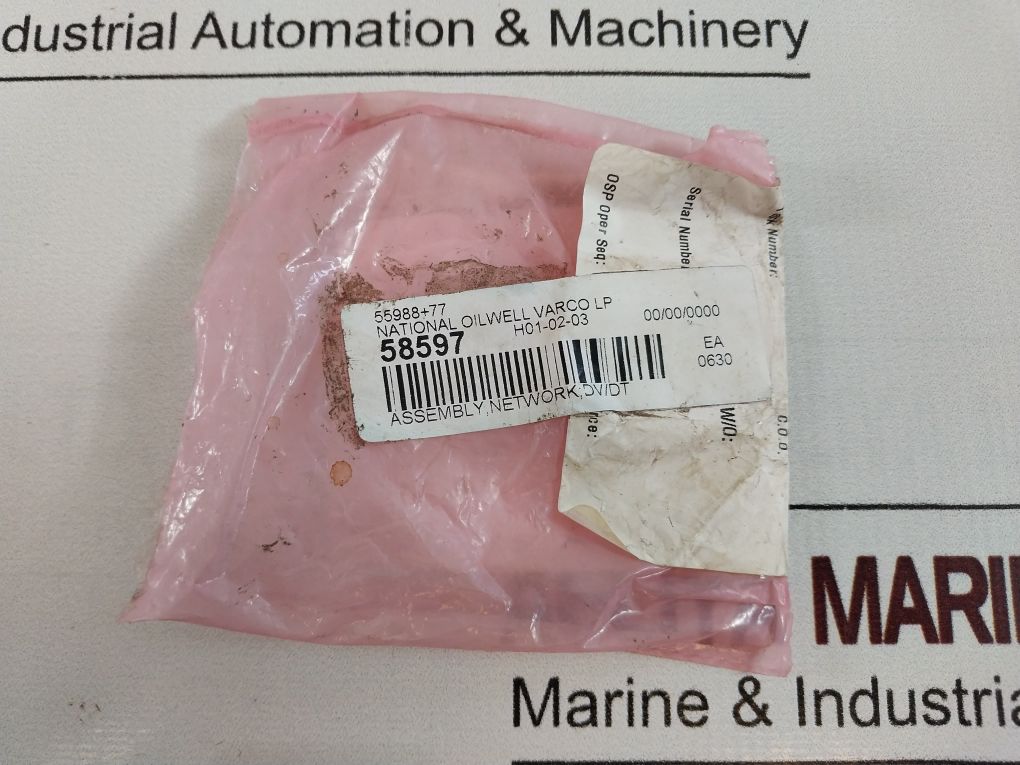 dustrial Automation & Machinery
OSP Oper Seq:
Serial Number
Number:
55988+77
NATIONAL OILWELL VARCO LP
58597
H01-02-03
00/00/0000
EA
0630
ASSEMBLY,NETWORK,DV/DT
W/O:
C.O.O.
MARI
Marine & Industria